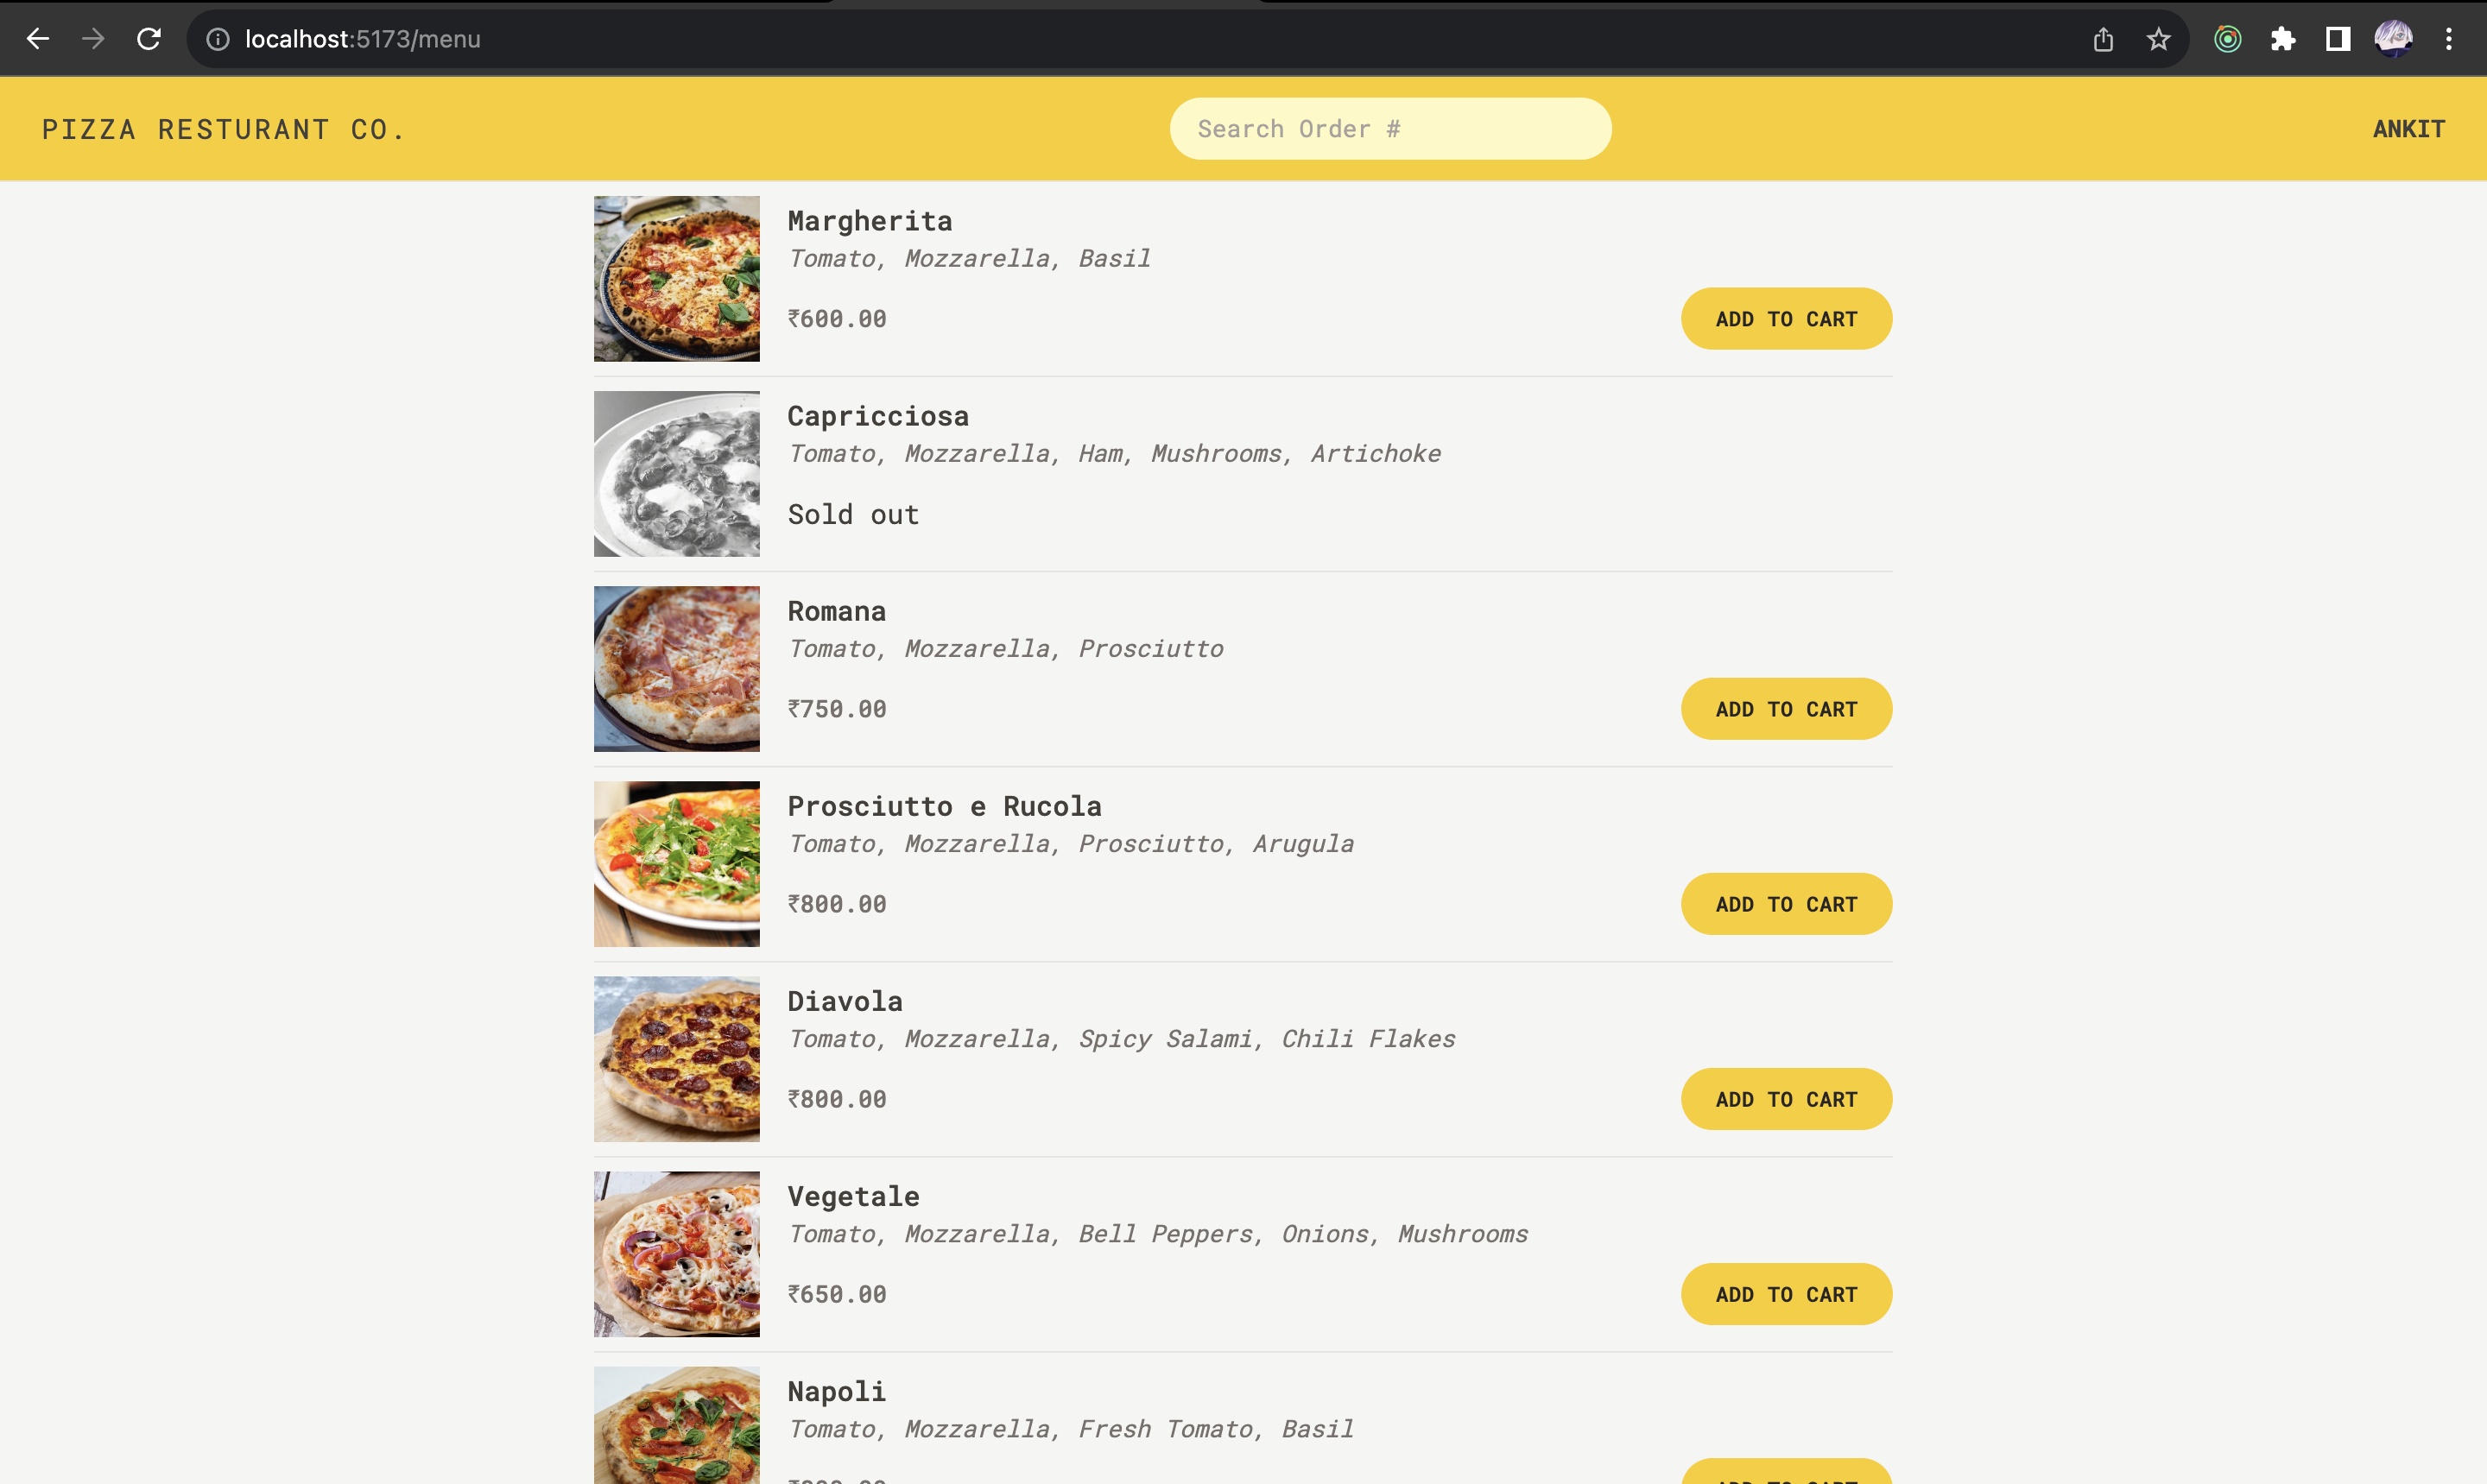 localhost:5173/menu
PIZZA RESTURANT CO.
Search Order #
ANKIT
Margherita
Tomato, Mozzarella, Basil
₹600.00
ADD TO CART
Capricciosa
Tomato, Mozzarella, Ham, Mushrooms, Artichoke
Sold out
Romana
Tomato, Mozzarella, Prosciutto
₹750.00
ADD TO CART
Prosciutto e Rucola
Tomato, Mozzarella, Prosciutto, Arugula
₹800.00
ADD TO CART
Diavola
Tomato, Mozzarella, Spicy Salami, Chili Flakes
₹800.00
ADD TO CART
Vegetale
Tomato, Mozzarella, Bell Peppers, Onions, Mushrooms
₹650.00
ADD TO CART
Napoli
Tomato, Mozzarella, Fresh Tomato, Basil
ADD TO CART